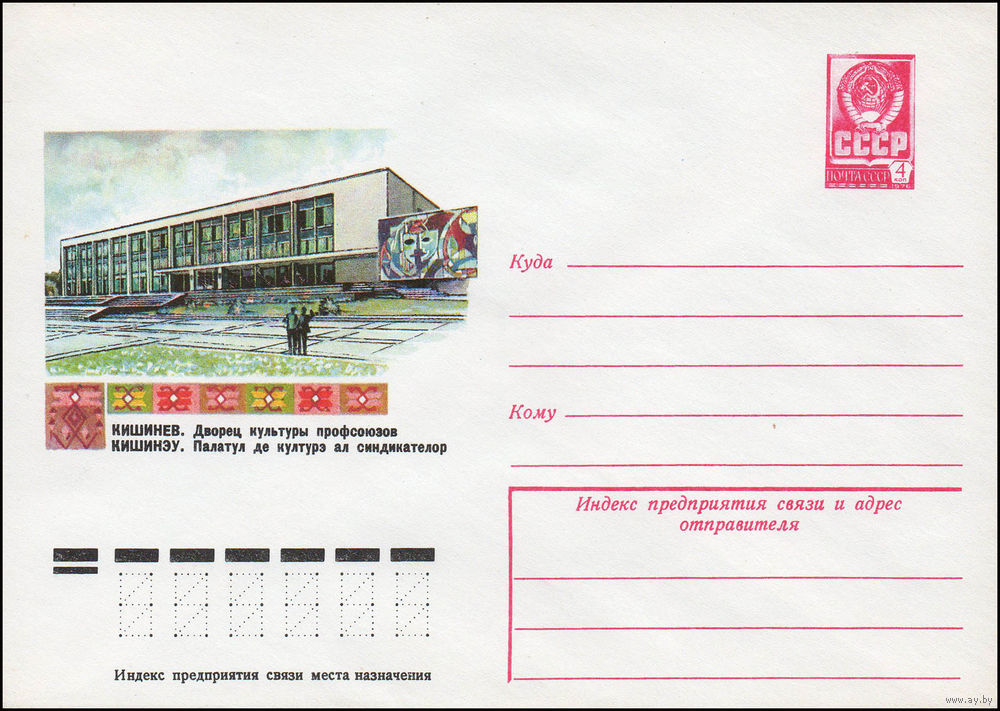 СССР
ПОЧТА СССР
4
коп
1976
Куда
Кому
КИШИНЕВ. Дворец культуры профсоюзов
КИШИНЭУ. Палатул де културэ ал синдикателор
Индекс предприятия связи и адрес
отправителя
Индекс предприятия связи места назначения
www.ay.by